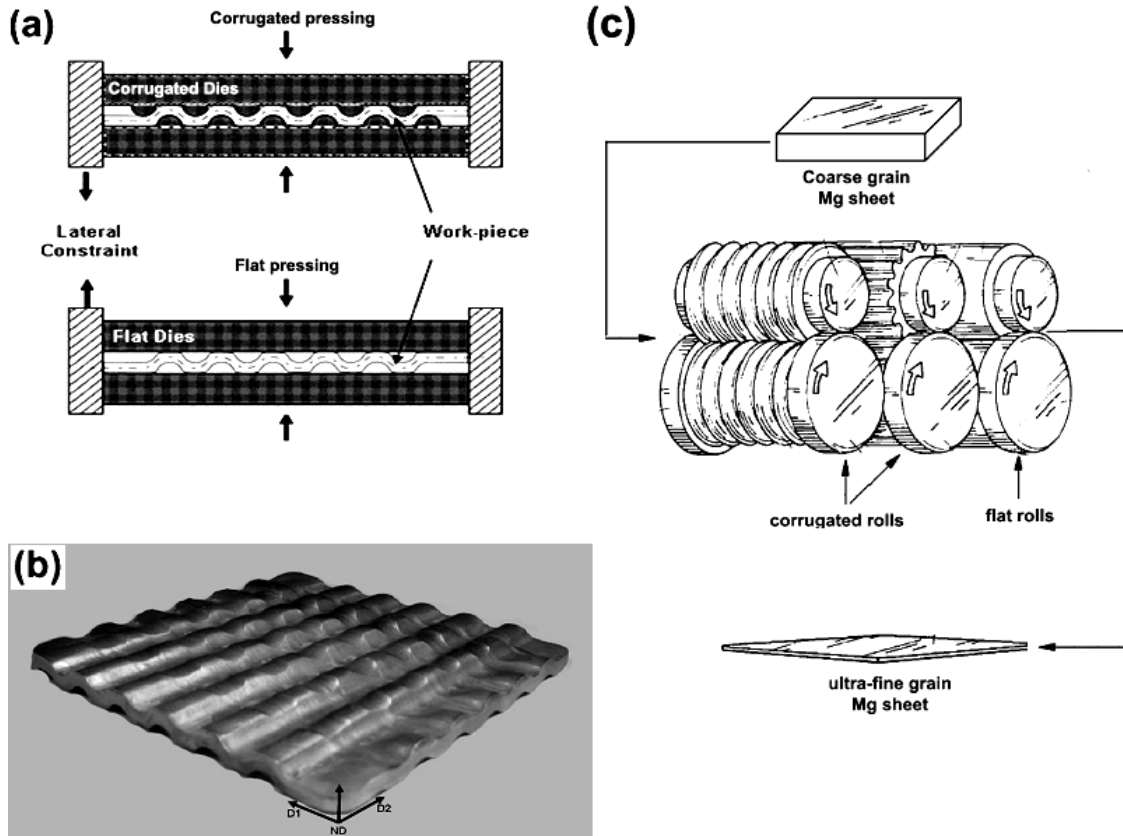 (a)
Corrugated pressing
Corrugated Dies
Lateral
Constraint
Work-piece
Flat pressing
Flat Dies
(b)
D1
ND
D2
(c)
Coarse grain
Mg sheet
corrugated rolls
flat rolls
ultra-fine grain
Mg sheet